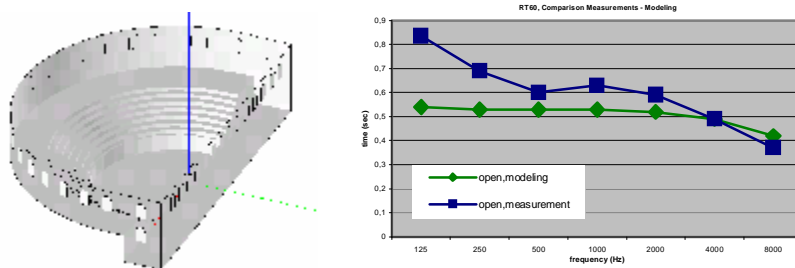 RT60, Comparison Measurements - Modeling
0,9
0,8
0,7
0,6
0,5
0,4
0,3
0,2
0,1
0
time (sec)
open,modeling
open,measurement
125 250 500 1000 2000 4000 8000
frequency (Hz)